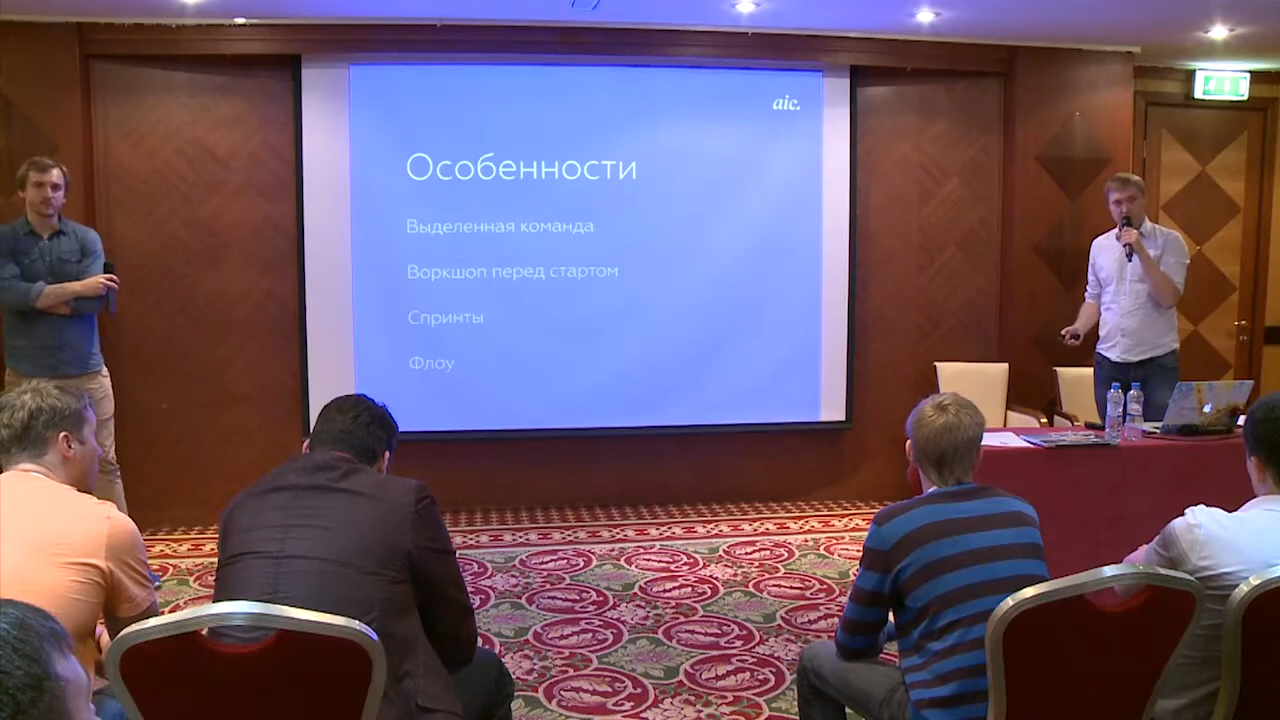 aic.
Особенности
Выделенная команда
Воркшоп перед стартом
Спринты
Флоу